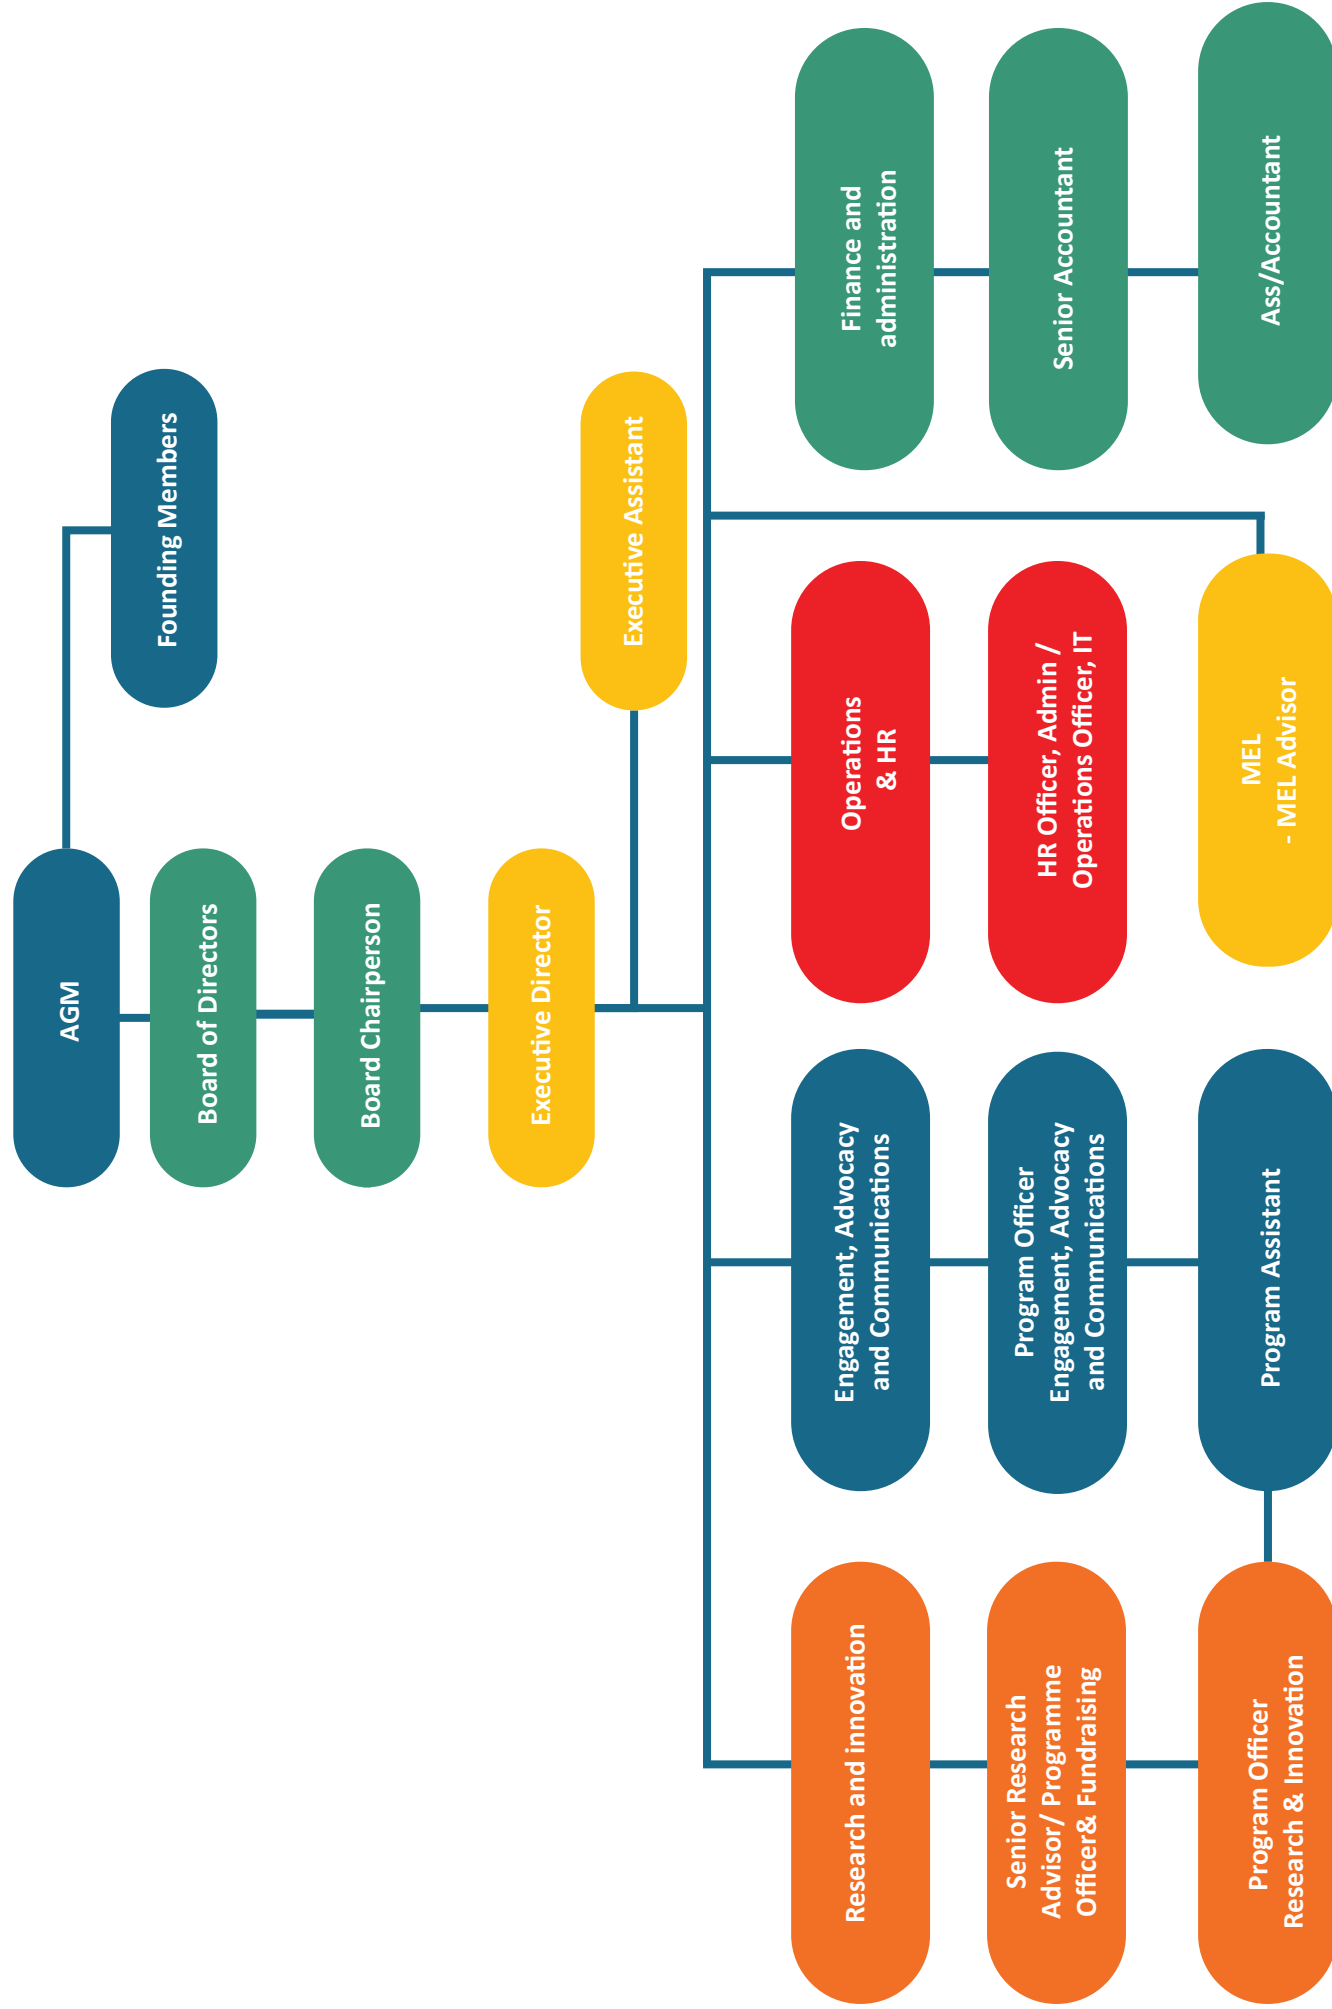 AGM
Founding Members
Board of Directors
Board Chairperson
Executive Director
Executive Assistant
Research and innovation
Engagement, Advocacy
and Communications
Operations
& HR
Finance and
administration
Senior Research
Advisor/ Programme
Officer& Fundraising
Program Officer
Engagement, Advocacy
and Communications
HR Officer, Admin /
Operations Officer, IT
Senior Accountant
Program Officer
Research & Innovation
Program Assistant
MEL
- MEL Advisor
Ass/Accountant